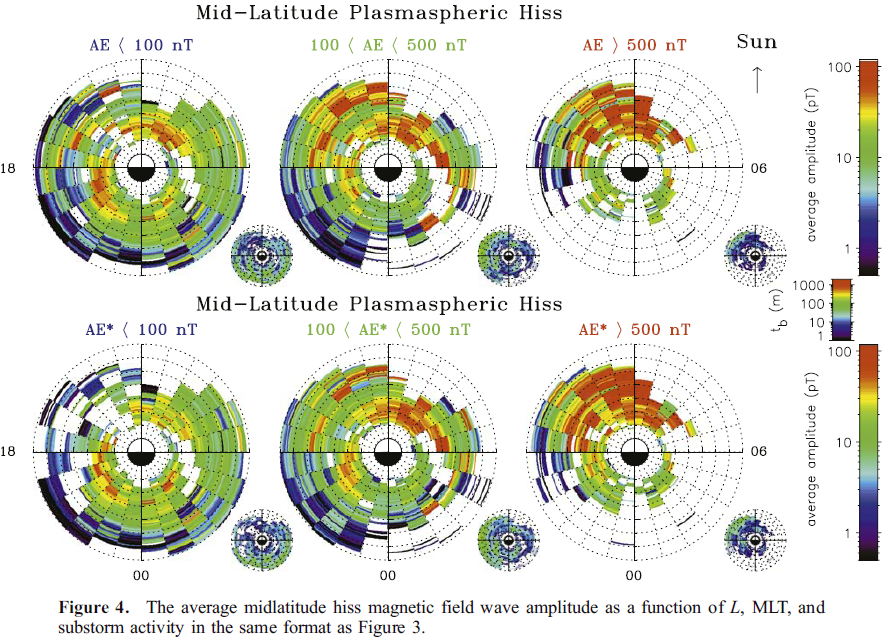 Mid-Latitude Plasmaspheric Hiss
AE ⟨ 100 nT
100 ⟨ AE ⟨ 500 nT
AE ⟩ 500 nT
Sun
18
06
100
10
1
average amplitude (pT)
Mid-Latitude Plasmaspheric Hiss
1000
100
10
1
t_b (m)
AE* ⟨ 100 nT
100 ⟨ AE* ⟨ 500 nT
AE* ⟩ 500 nT
18
06
100
10
1
average amplitude (pT)
00
00
00
Figure 4. The average midlatitude hiss magnetic field wave amplitude as a function of L, MLT, and
substorm activity in the same format as Figure 3.